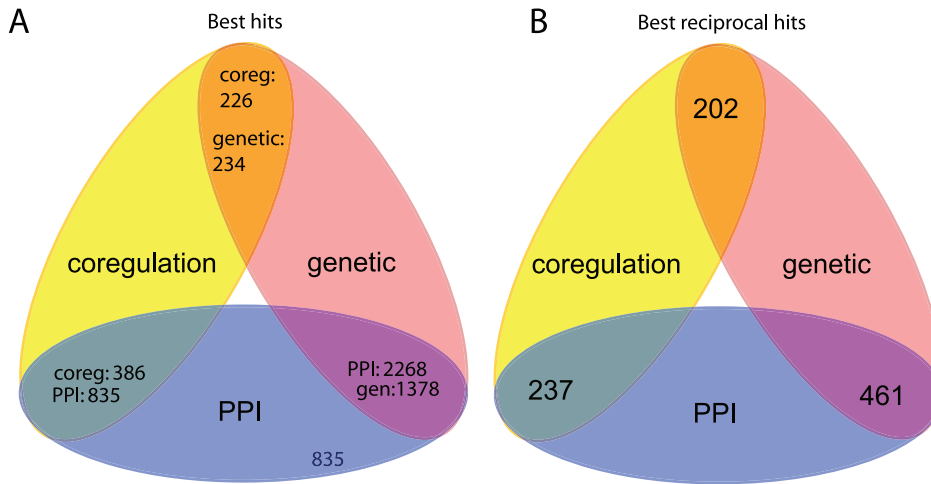 A
Best hits
coreg:
226
genetic:
234
coregulation
genetic
coreg: 386
PPI: 835
PPI: 2268
gen:1378
PPI
835
B
Best reciprocal hits
202
coregulation
genetic
237
461
PPI